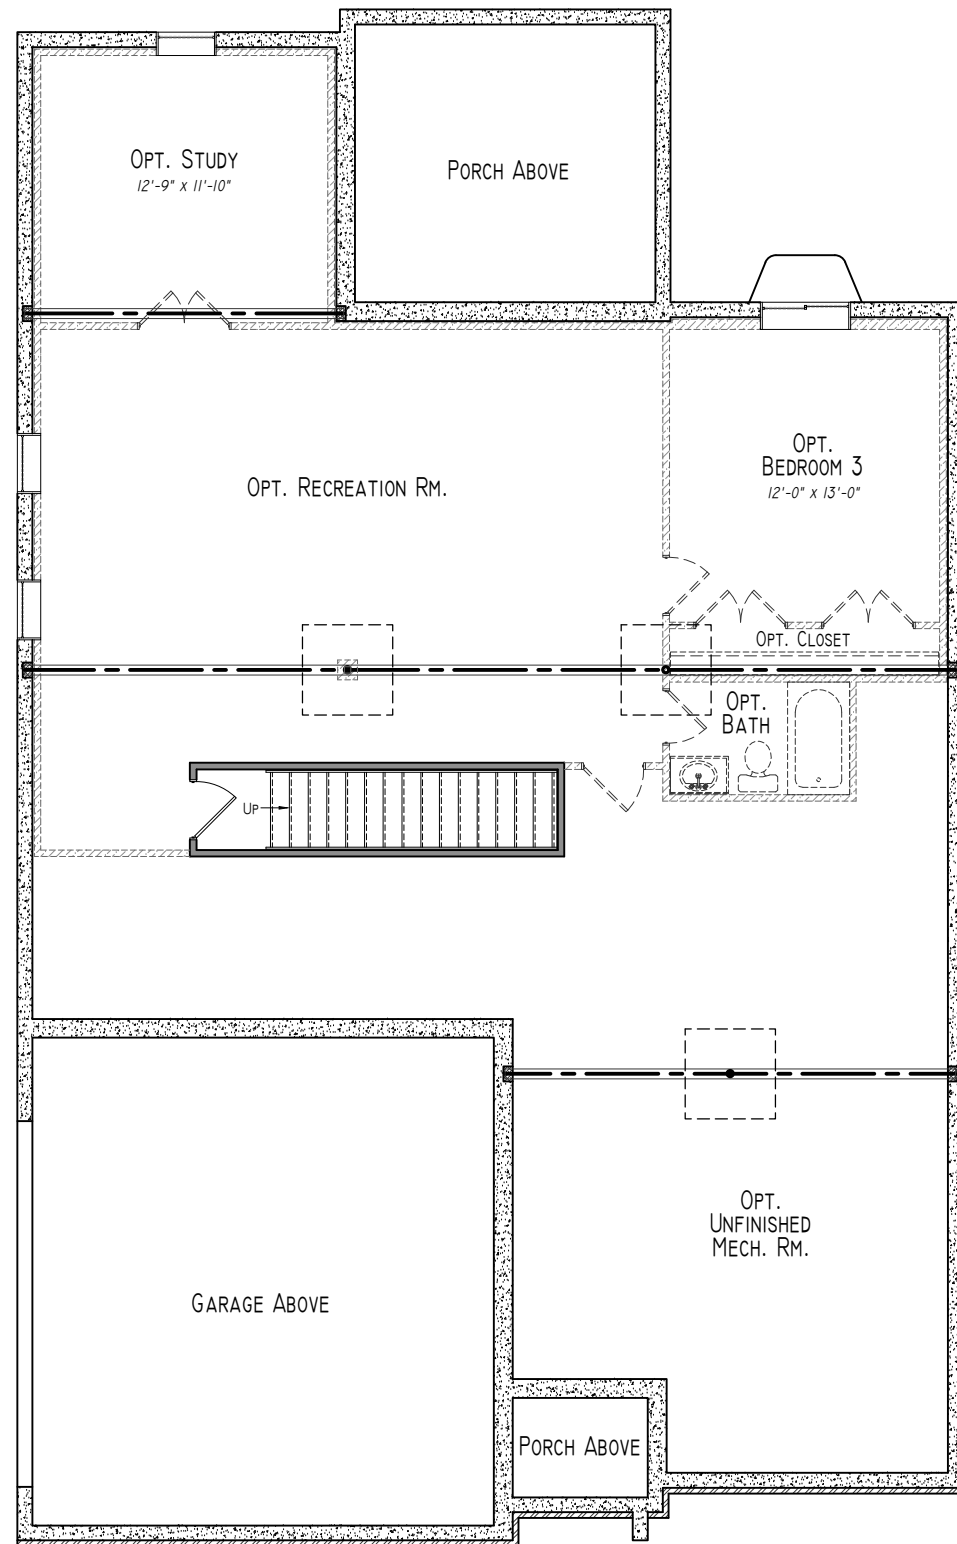 Opt. Study
12'-9" x 11'-10"
Porch Above
Opt.
Bedroom 3
12'-0" x 13'-0"
Opt. Recreation Rm.
Opt. Closet
Opt.
Bath
Up
Opt.
Unfinished
Mech. Rm.
Garage Above
Porch Above